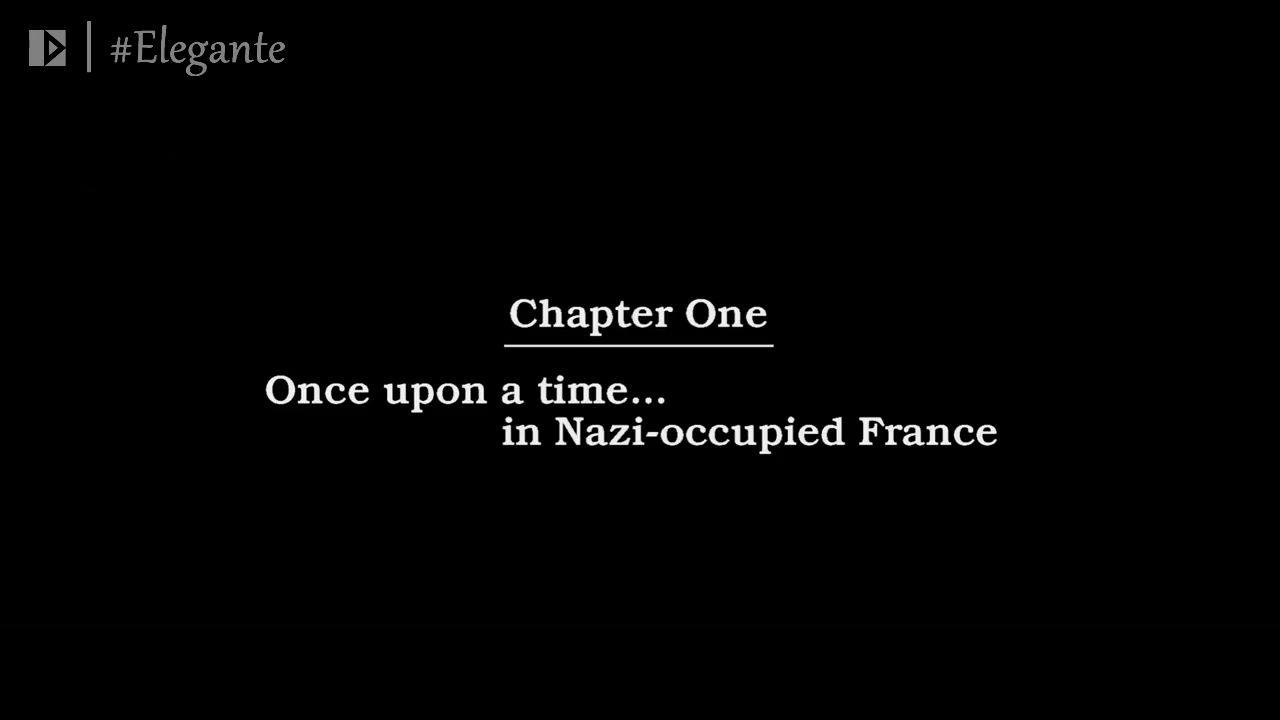 #Elegante
Chapter One
Once upon a time...
in Nazi-occupied France